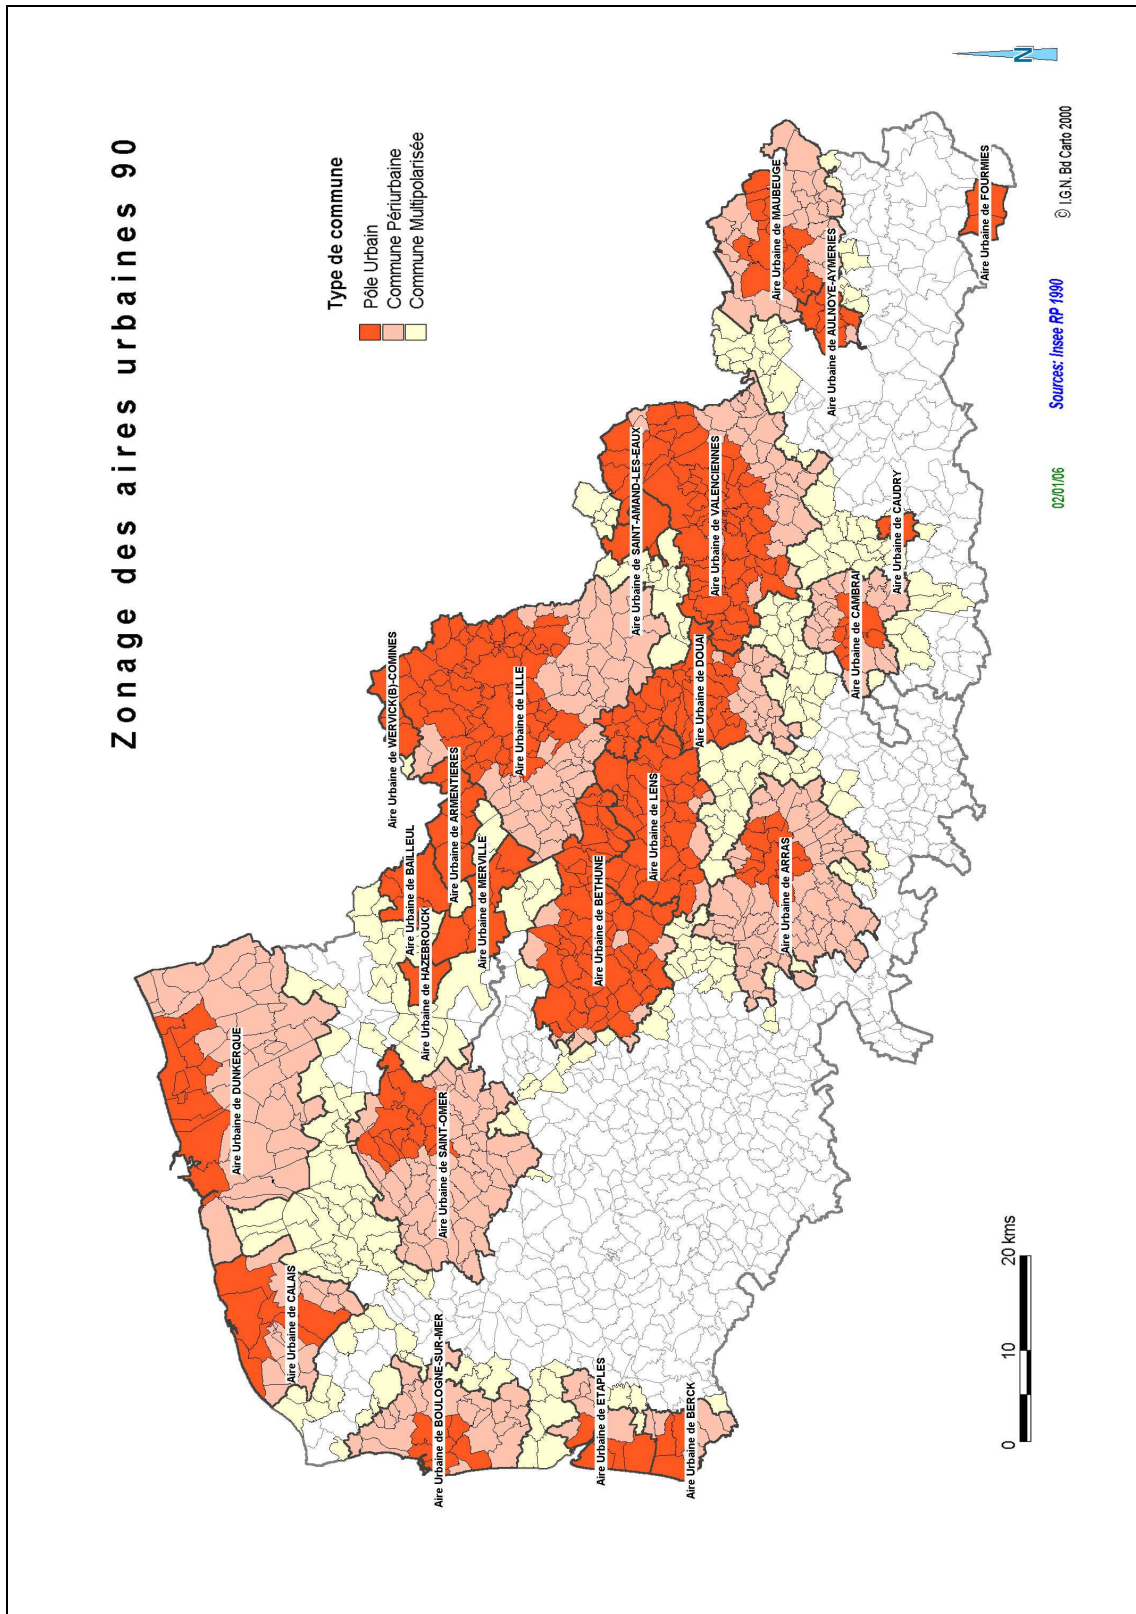 Zonage des aires urbaines 90
Type de commune
Pôle Urbain
Commune Périurbaine
Commune Multipolarisée
N
Aire Urbaine de DUNKERQUE
Aire Urbaine de CALAIS
Aire Urbaine de WERVICK(B)-COMINES
Aire Urbaine de BAILLEUL
Aire Urbaine de HAZEBROUCK
Aire Urbaine de SAINT-OMER
Aire Urbaine de BOULOGNE-SUR-MER
Aire Urbaine de ARMENTIERES
Aire Urbaine de MERVILLE
Aire Urbaine de LILLE
Aire Urbaine de ETAPLES
Aire Urbaine de BETHUNE
Aire Urbaine de SAINT-AMAND-LES-EAUX
Aire Urbaine de LENS
Aire Urbaine de BERCK
Aire Urbaine de DOUAI
Aire Urbaine de VALENCIENNES
Aire Urbaine de MAUBEUGE
Aire Urbaine de ARRAS
Aire Urbaine de AULNOYE-AYMERIES
Aire Urbaine de CAMBRAI
Aire Urbaine de CAUDRY
Aire Urbaine de FOURMIES
0 10 20 kms
02/01/06
Sources: Insee RP 1990
© I.G.N. Bd Carto 2000